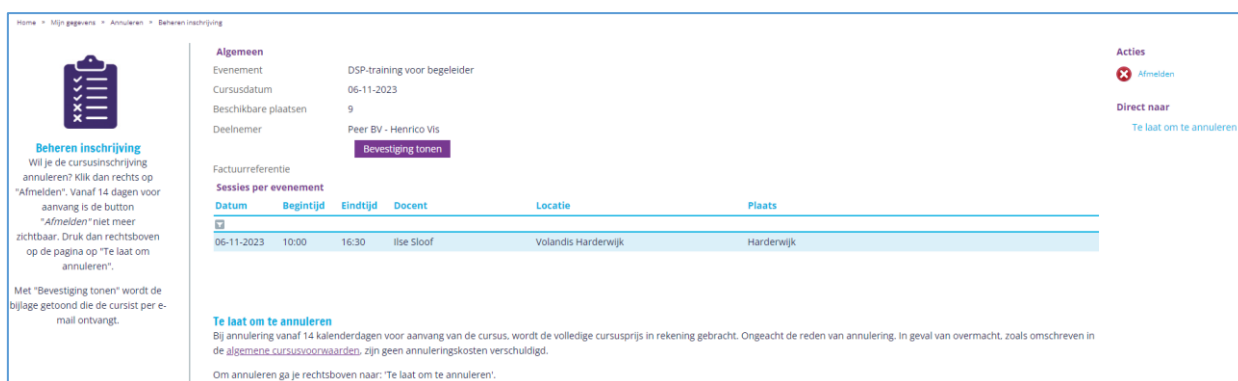 Home » Mijn gegevens » Annuleren » Beheren inschrijving
Beheren inschrijving
Wil je de cursusinschrijving
annuleren? Klik dan rechts op
"Afmelden". Vanaf 14 dagen voor
aanvang is de button
"Afmelden" niet meer
zichtbaar. Druk dan rechtsboven
op de pagina op "Te laat om
annuleren".
Met "Bevestiging tonen" wordt de
bijlage getoond die de cursist per e-
mail ontvangt.
Algemeen
Evenement DSP-training voor begeleider
Cursusdatum 06-11-2023
Beschikbare plaatsen 9
Deelnemer Peer BV - Henrico Vis
Bevestiging tonen
Factuurreferentie
Sessies per evenement
Datum Begintijd Eindtijd Docent Locatie Plaats
06-11-2023 10:00 16:30 Ilse Sloof Volandis Harderwijk Harderwijk
Te laat om te annuleren
Bij annulering vanaf 14 kalenderdagen voor aanvang van de cursus, wordt de volledige cursusprijs in rekening gebracht. Ongeacht de reden van annulering. In geval van overmacht, zoals omschreven in
de algemene cursusvoorwaarden, zijn geen annuleringskosten verschuldigd.
Om annuleren ga je rechtsboven naar: 'Te laat om te annuleren'.
Acties
Afmelden
Direct naar
Te laat om te annuleren